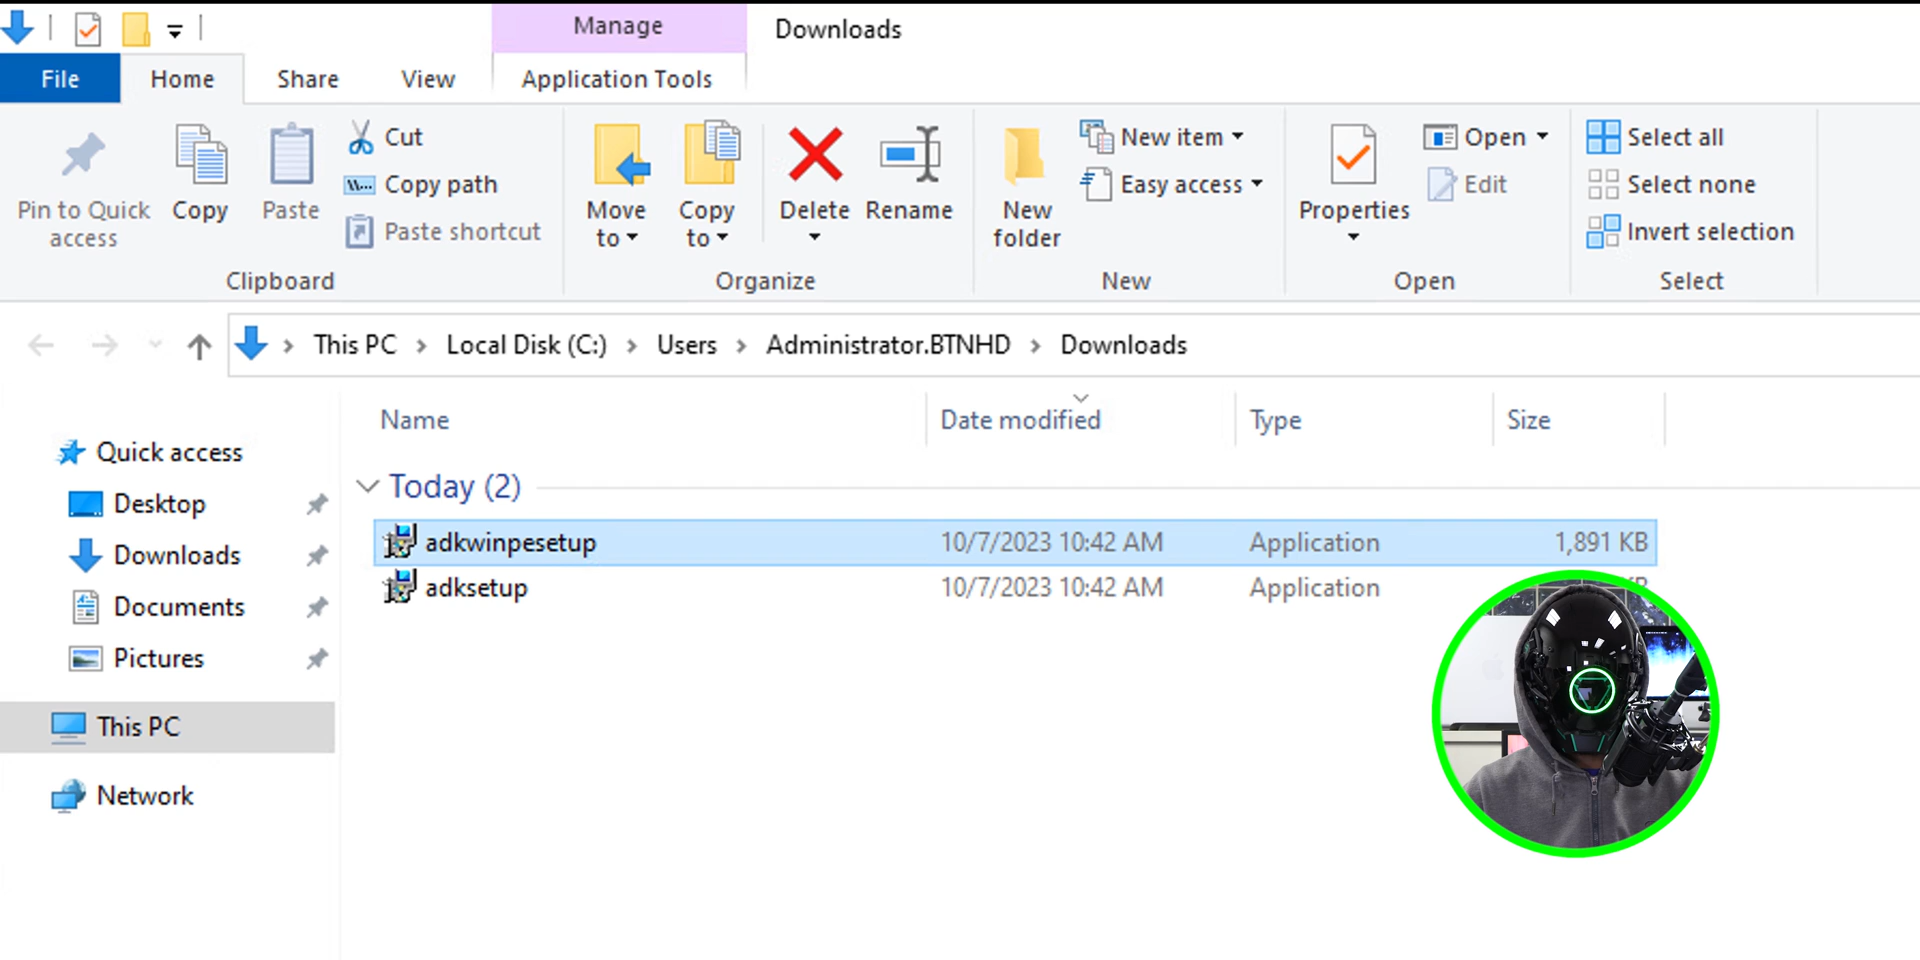 Manage
Downloads
File
Home
Share
View
Application Tools
Pin to Quick
access
Copy
Paste
Cut
Copy path
Paste shortcut
Clipboard
Move
to
Copy
to
Delete
Rename
Organize
New
folder
New item
Easy access
New
Properties
Open
Edit
Open
Select all
Select none
Invert selection
Select
This PC > Local Disk (C:) > Users > Administrator.BTNHD > Downloads
Name
Date modified
Type
Size
Quick access
Desktop
Downloads
Documents
Pictures
This PC
Network
Today (2)
adkwinpesetup 10/7/2023 10:42 AM Application 1,891 KB
adksetup 10/7/2023 10:42 AM Application